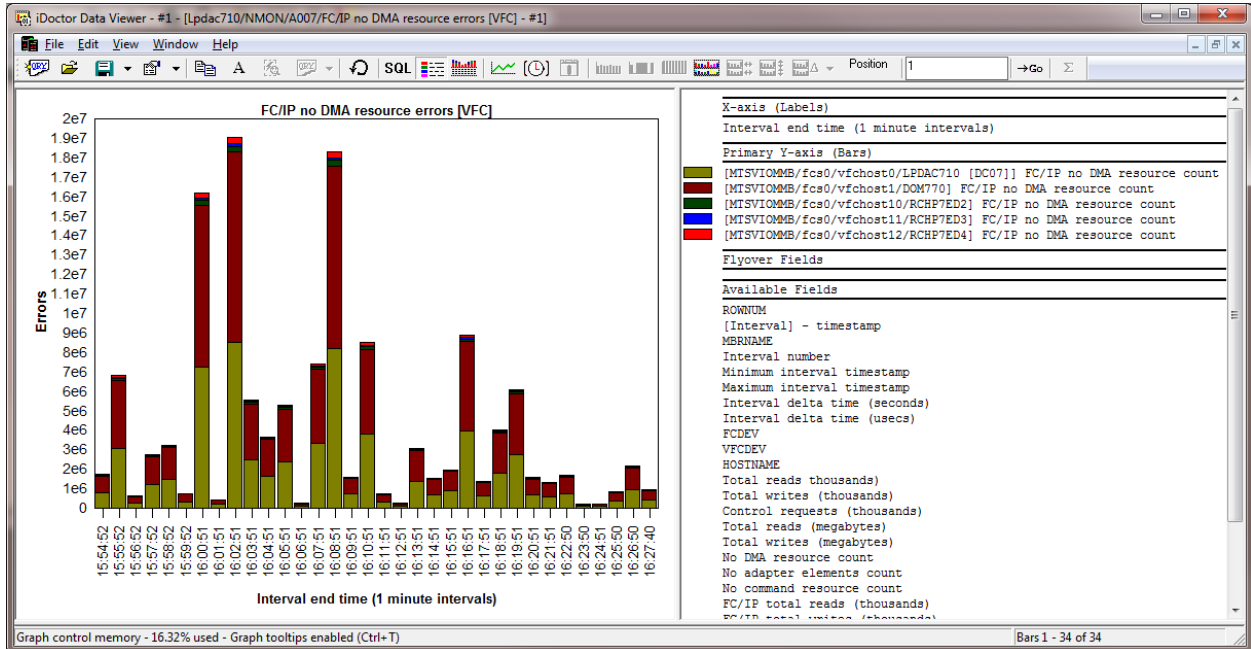 iDoctor Data Viewer - #1 - [Lpdac710/NMON/A007/FC/IP no DMA resource errors [VFC] - #1]
File Edit View Window Help
SQL
Position 1 Go Σ
FC/IP no DMA resource errors [VFC]
2e7
1.9e7
1.8e7
1.7e7
1.6e7
1.5e7
1.4e7
1.3e7
1.2e7
1.1e7
1e7
9e6
8e6
7e6
6e6
5e6
4e6
3e6
2e6
1e6
0
Errors
15:54:52
15:55:52
15:56:52
15:57:52
15:58:52
15:59:52
16:00:51
16:01:51
16:02:51
16:03:51
16:04:51
16:05:51
16:06:51
16:07:51
16:08:51
16:09:51
16:10:51
16:11:51
16:12:51
16:13:51
16:14:51
16:15:51
16:16:51
16:17:51
16:18:51
16:19:51
16:20:51
16:21:51
16:22:50
16:23:50
16:24:51
16:25:50
16:26:50
16:27:40
Interval end time (1 minute intervals)
X-axis (Labels)
Interval end time (1 minute intervals)
Primary Y-axis (Bars)
[MTSVIOMMB/fcs0/vfchost0/LPDAC710 [DC07]] FC/IP no DMA resource count
[MTSVIOMMB/fcs0/vfchost1/DOM770] FC/IP no DMA resource count
[MTSVIOMMB/fcs0/vfchost10/RCHP7ED2] FC/IP no DMA resource count
[MTSVIOMMB/fcs0/vfchost11/RCHP7ED3] FC/IP no DMA resource count
[MTSVIOMMB/fcs0/vfchost12/RCHP7ED4] FC/IP no DMA resource count
Flyover Fields
Available Fields
ROWNUM
[Interval] - timestamp
MBRNAME
Interval number
Minimum interval timestamp
Maximum interval timestamp
Interval delta time (seconds)
Interval delta time (usecs)
FCDEV
VFCDEV
HOSTNAME
Total reads thousands)
Total writes (thousands)
Control requests (thousands)
Total reads (megabytes)
Total writes (megabytes)
No DMA resource count
No adapter elements count
No command resource count
FC/IP total reads (thousands)
FC/IP total writes (thousands)
Graph control memory - 16.32% used - Graph tooltips enabled (Ctrl+T)
Bars 1 - 34 of 34